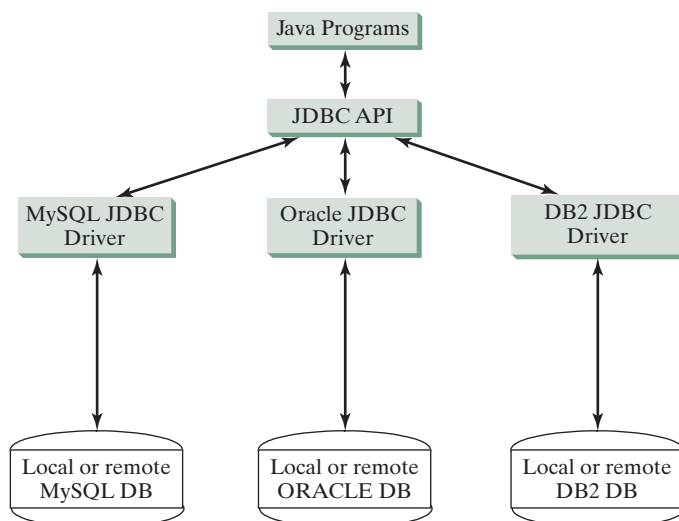 Java Programs
JDBC API
MySQL JDBC
Driver
Oracle JDBC
Driver
DB2 JDBC
Driver
Local or remote
MySQL DB
Local or remote
ORACLE DB
Local or remote
DB2 DB